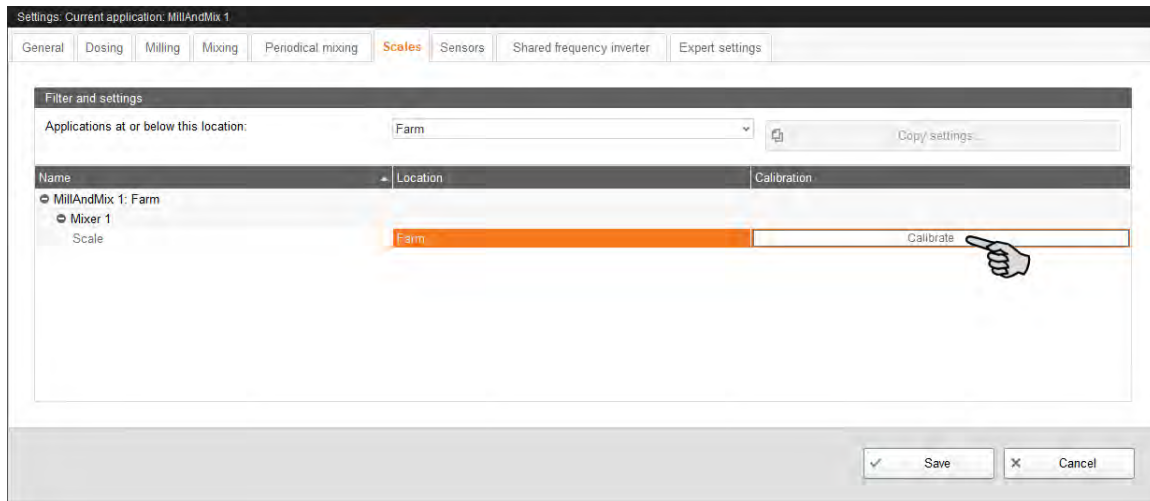 Settings: Current application: MillAndMix 1
General Dosing Milling Mixing Periodical mixing Scales Sensors Shared frequency inverter Expert settings
Filter and settings
Applications at or below this location: Farm Copy settings...
Name Location Calibration
MillAndMix 1: Farm
Mixer 1
Scale Farm Calibrate
Save Cancel